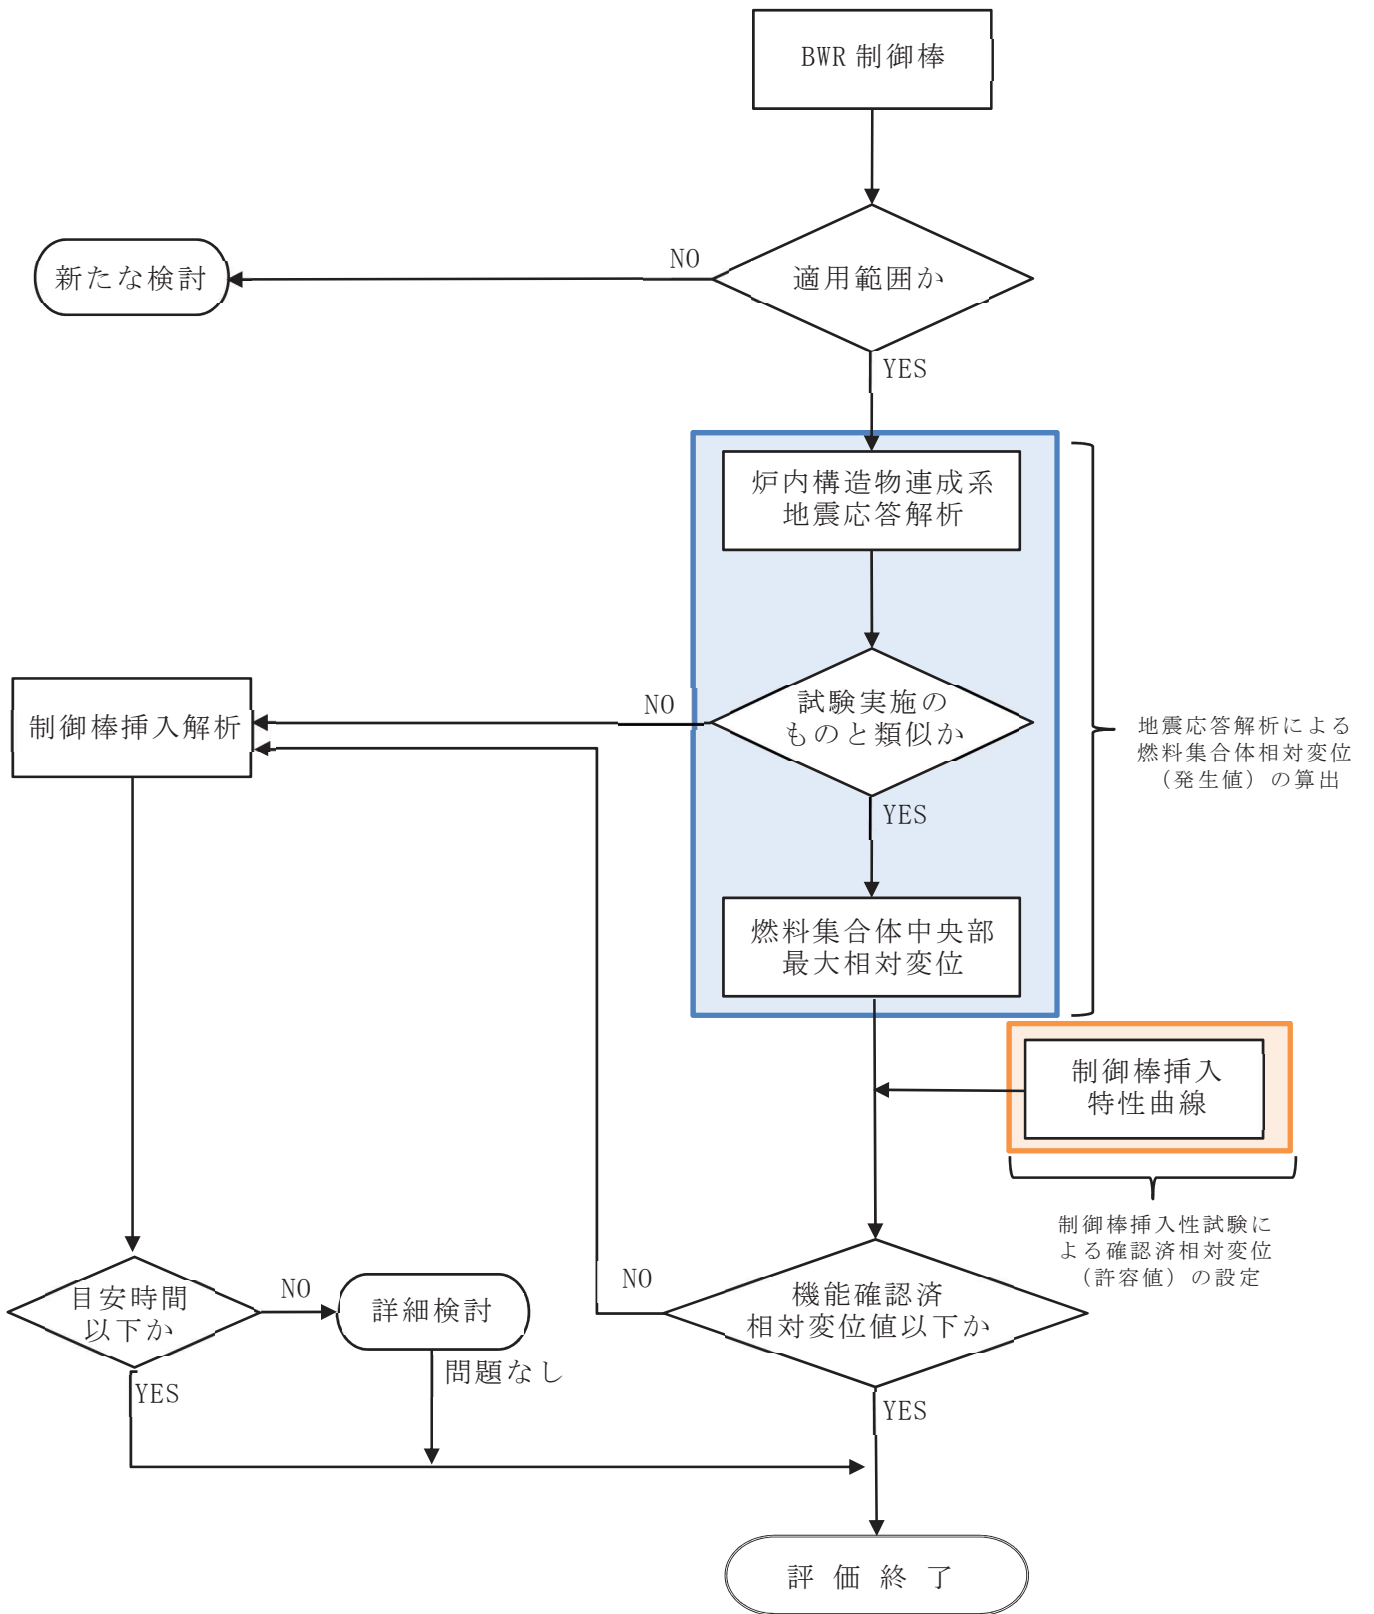 BWR 制御棒
適用範囲か
NO
新たな検討
YES
炉内構造物連成系
地震応答解析
試験実施の
ものと類似か
NO
制御棒挿入解析
地震応答解析による
燃料集合体相対変位
（発生値）の算出
YES
燃料集合体中央部
最大相対変位
制御棒挿入
特性曲線
制御棒挿入性試験に
よる確認済相対変位
（許容値）の設定
機能確認済
相対変位値以下か
NO
目安時間
以下か
NO
詳細検討
問題なし
YES
YES
評 価 終 了